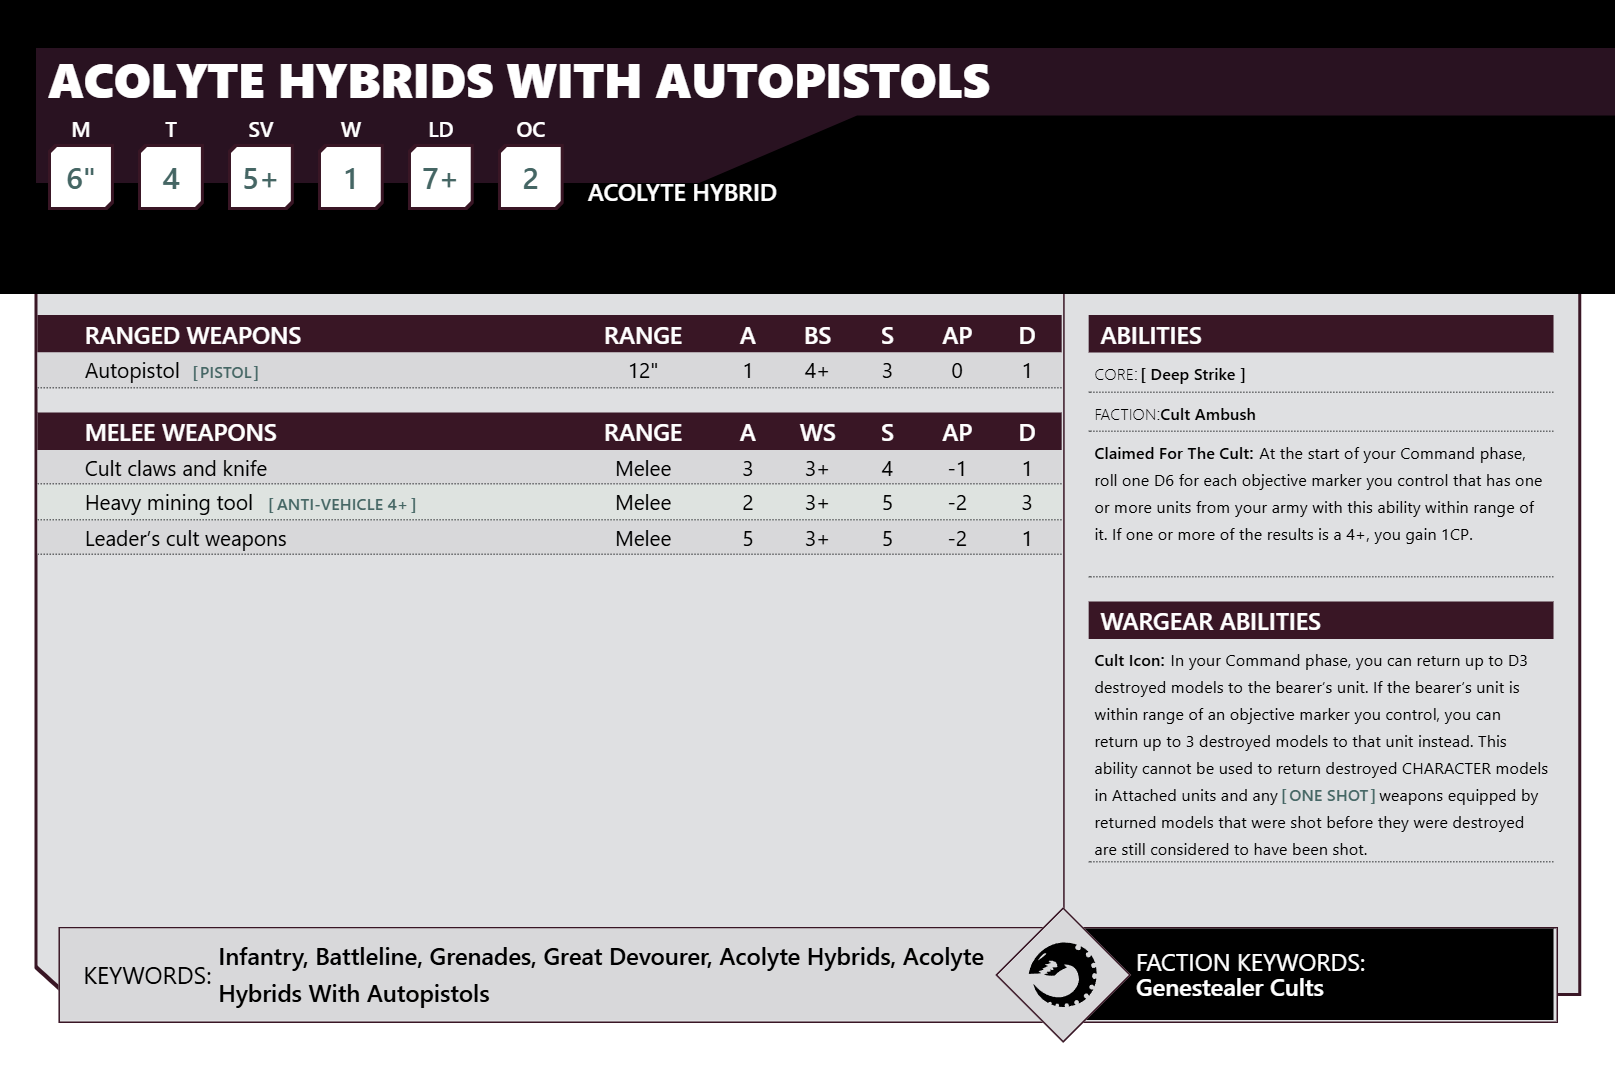 ACOLYTE HYBRIDS WITH AUTOPISTOLS
M T SV W LD OC
6" 4 5+ 1 7+ 2 ACOLYTE HYBRID
RANGED WEAPONS RANGE A BS S AP D
Autopistol [PISTOL] 12" 1 4+ 3 0 1
MELEE WEAPONS RANGE A WS S AP D
Cult claws and knife Melee 3 3+ 4 -1 1
Heavy mining tool [ANTI-VEHICLE 4+] Melee 2 3+ 5 -2 3
Leader’s cult weapons Melee 5 3+ 5 -2 1
ABILITIES
CORE: [ Deep Strike ]
FACTION:Cult Ambush
Claimed For The Cult: At the start of your Command phase,
roll one D6 for each objective marker you control that has one
or more units from your army with this ability within range of
it. If one or more of the results is a 4+, you gain 1CP.
WARGEAR ABILITIES
Cult Icon: In your Command phase, you can return up to D3
destroyed models to the bearer’s unit. If the bearer’s unit is
within range of an objective marker you control, you can
return up to 3 destroyed models to that unit instead. This
ability cannot be used to return destroyed CHARACTER models
in Attached units and any [ONE SHOT] weapons equipped by
returned models that were shot before they were destroyed
are still considered to have been shot.
KEYWORDS: Infantry, Battleline, Grenades, Great Devourer, Acolyte Hybrids, Acolyte
Hybrids With Autopistols
FACTION KEYWORDS:
Genestealer Cults